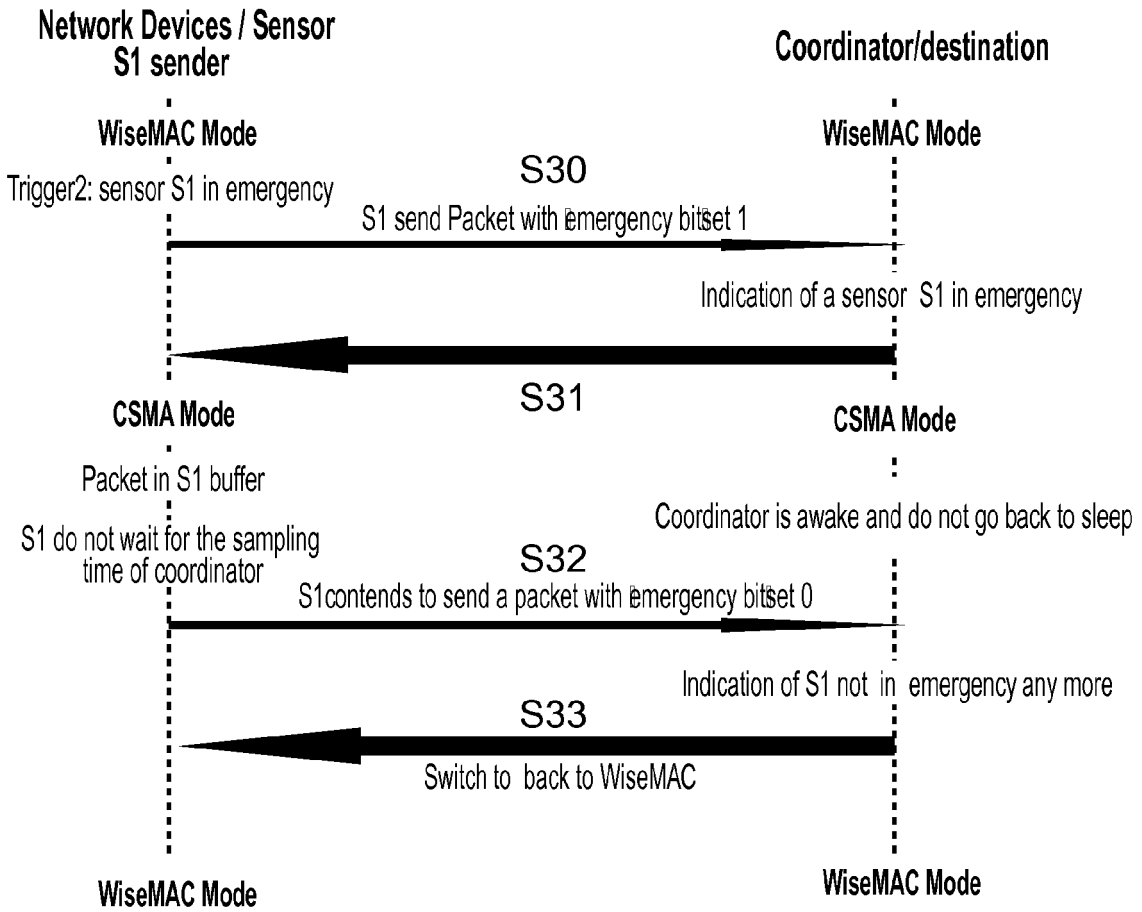 Network Devices / Sensor
S1 sender
Coordinator/destination
WiseMAC Mode
WiseMAC Mode
S30
Trigger2: sensor S1 in emergency
S1 send Packet with emergency bit set 1
Indication of a sensor S1 in emergency
S31
CSMA Mode
CSMA Mode
Packet in S1 buffer
Coordinator is awake and do not go back to sleep
S1 do not wait for the sampling
time of coordinator
S32
S1contends to send a packet with emergency bit set 0
Indication of S1 not in emergency any more
S33
Switch to back to WiseMAC
WiseMAC Mode
WiseMAC Mode